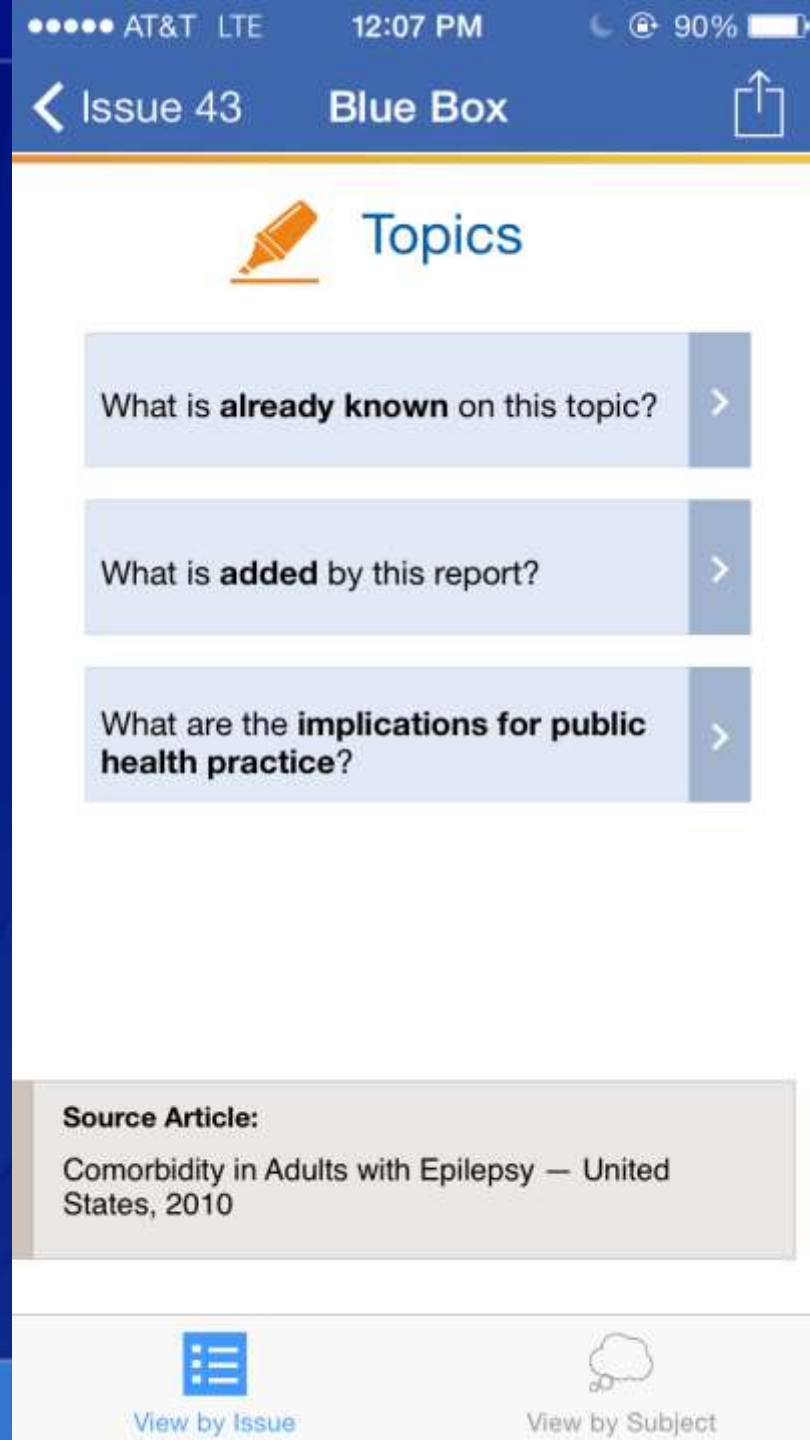 AT&T LTE 12:07 PM 90%
Issue 43 Blue Box
Topics
What is already known on this topic?
What is added by this report?
What are the implications for public
health practice?
Source Article:
Comorbidity in Adults with Epilepsy — United
States, 2010
View by Issue View by Subject